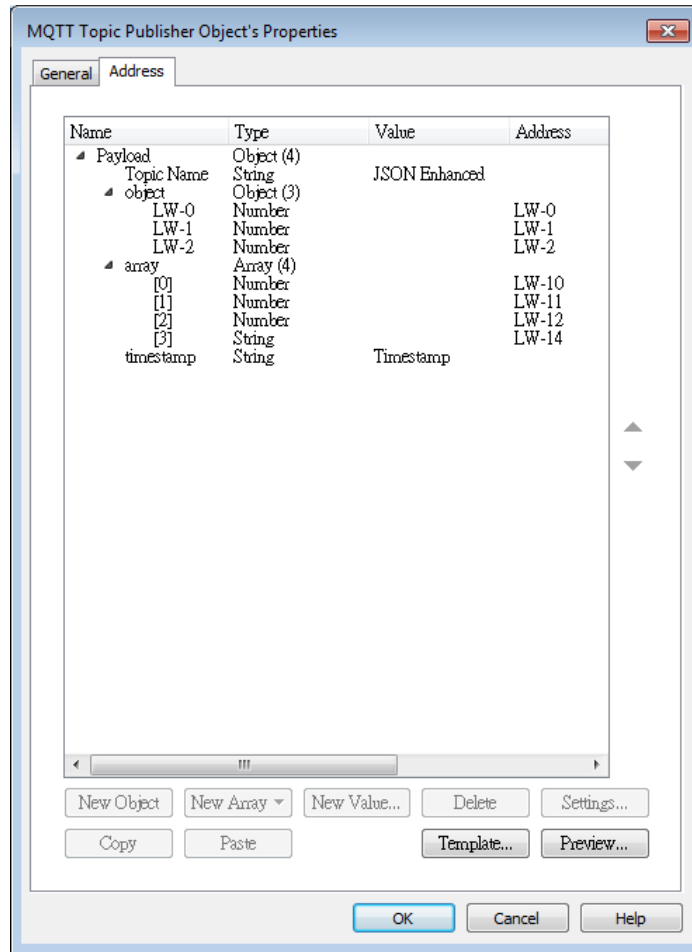 MQTT Topic Publisher Object's Properties
General Address
Name Type Value Address
Payload Object (4)
Topic Name String JSON Enhanced
object Object (3)
LW-0 Number LW-0
LW-1 Number LW-1
LW-2 Number LW-2
array Array (4)
[0] Number LW-10
[1] Number LW-11
[2] Number LW-12
[3] String LW-14
timestamp String Timestamp
New Object New Array New Value... Delete Settings...
Copy Paste Template... Preview...
OK Cancel Help